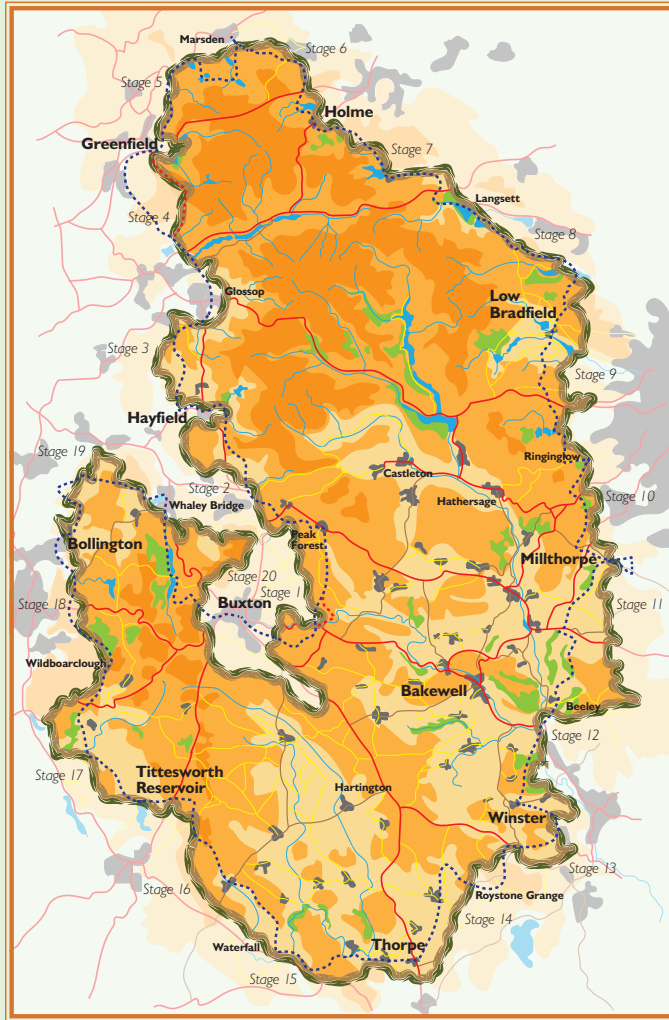 Marsden
Stage 6
Stage 5
Holme
Greenfield
Stage 7
Langsett
Stage 4
Stage 8
Glossop
Low
Bradfield
Stage 3
Stage 9
Hayfield
Stage 19
Castleton
Ringinglow
Hathersage
Stage 2
Stage 10
Whaley Bridge
Peak
Forest
Bollington
Millthorpe
Stage 20
Stage 1
Stage 18
Buxton
Stage 11
Wildboarclough
Bakewell
Beeley
Stage 12
Stage 17
Tittesworth
Reservoir
Hartington
Winster
Stage 13
Stage 16
Roystone Grange
Stage 14
Waterfall
Thorpe
Stage 15